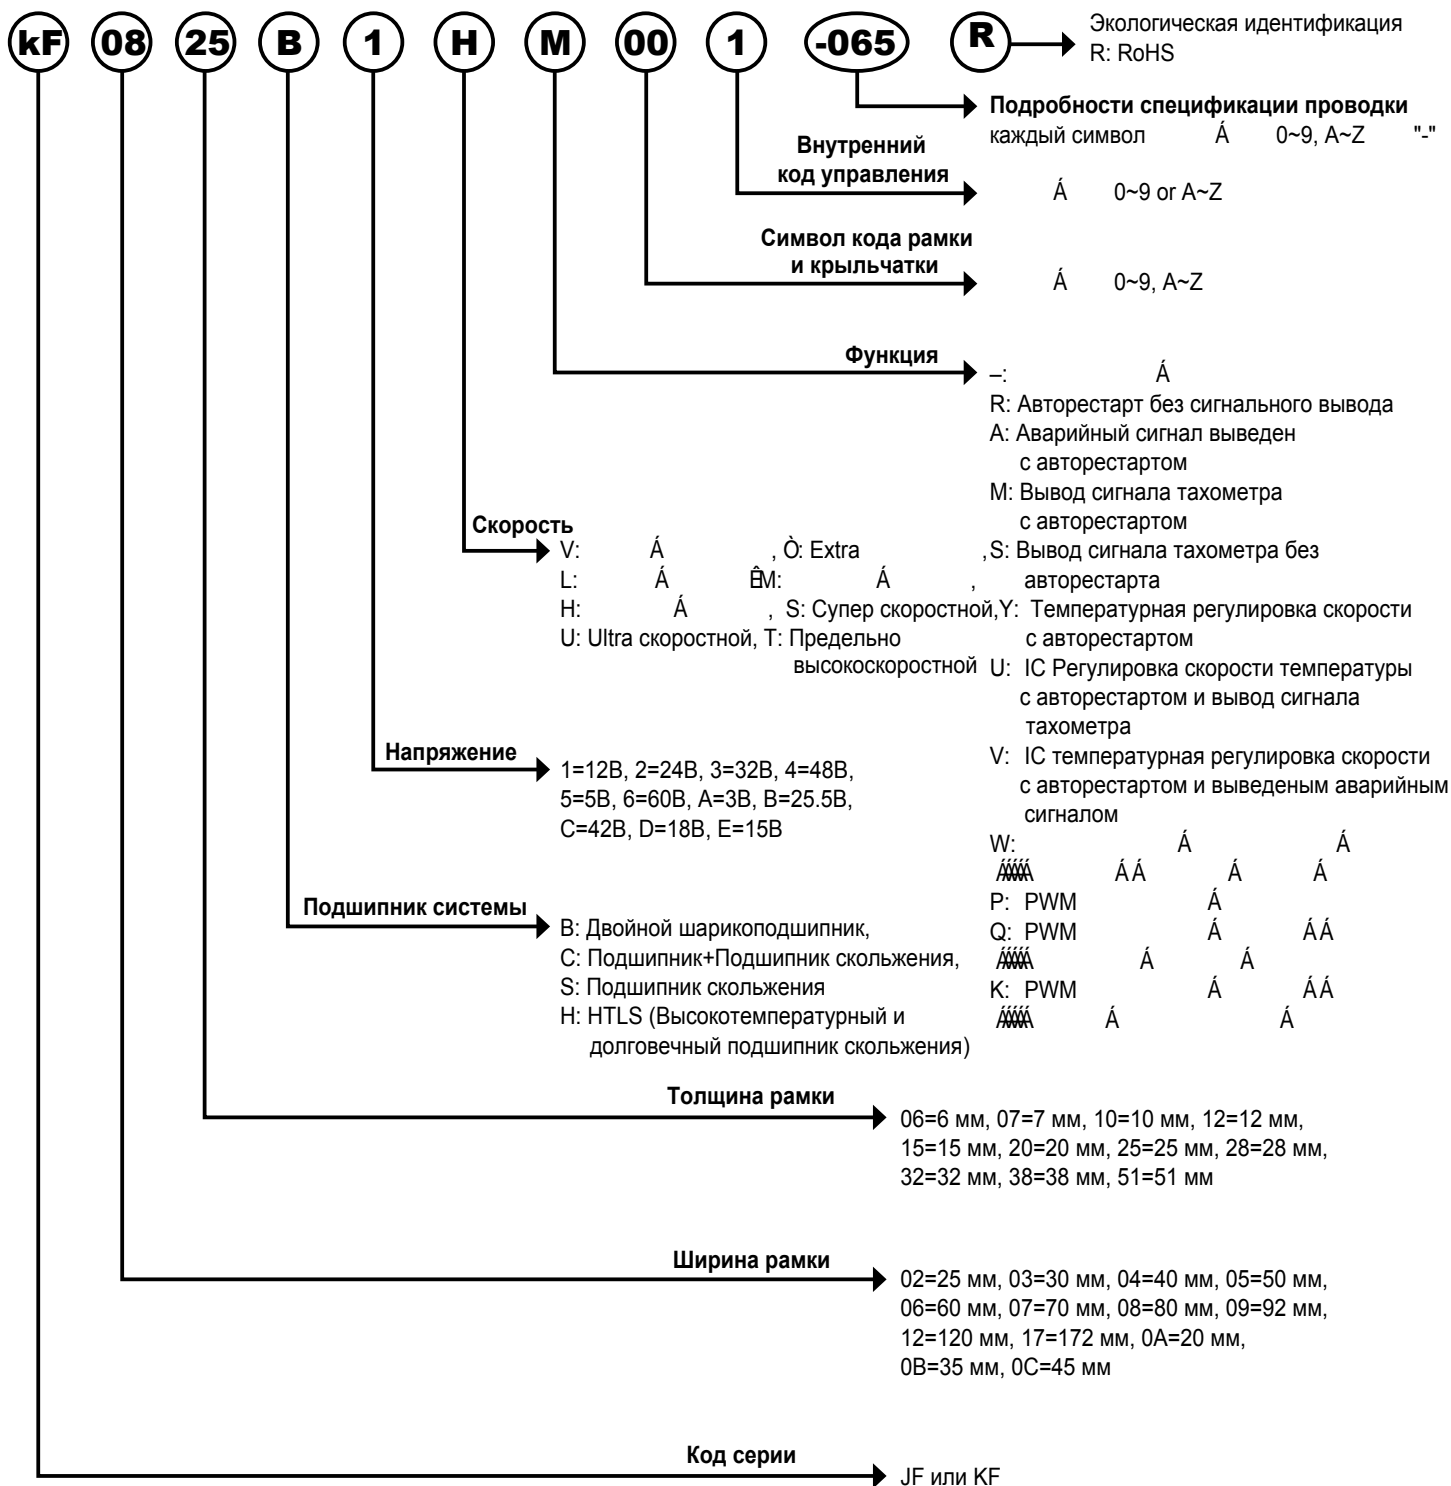 kF 08 25 B 1 H M 00 1 -065 R
Экологическая идентификация
R: RoHS
Подробности спецификации проводки
каждый символ Á 0~9, A~Z "-"
Внутренний
код управления
Á 0~9 or A~Z
Символ кода рамки
и крыльчатки
Á 0~9, A~Z
Функция
–: Á
R: Авторестарт без сигнального вывода
A: Аварийный сигнал выведен
с авторестартом
M: Вывод сигнала тахометра
с авторестартом
S: Вывод сигнала тахометра без
авторестарта
Y: Температурная регулировка скорости
с авторестартом
U: IC Регулировка скорости температуры
с авторестартом и вывод сигнала
тахометра
V: IC температурная регулировка скорости
с авторестартом и выведеным аварийным
сигналом
W: Á Á
Á Á Á Á
P: PWM Á
Q: PWM Á ÁÁ
Á Á
K: PWM Á ÁÁ
Á Á
Скорость
V: Á , Ò: Extra ,
L: Á ÊM: Á ,
H: Á , S: Супер скоростной,
U: Ultra скоростной, T: Предельно
высокоскоростной
Напряжение
1=12В, 2=24В, 3=32В, 4=48В,
5=5В, 6=60В, A=3В, B=25.5В,
C=42В, D=18В, E=15В
Подшипник системы
B: Двойной шарикоподшипник,
C: Подшипник+Подшипник скольжения,
S: Подшипник скольжения
H: HTLS (Высокотемпературный и
долговечный подшипник скольжения)
Толщина рамки
06=6 мм, 07=7 мм, 10=10 мм, 12=12 мм,
15=15 мм, 20=20 мм, 25=25 мм, 28=28 мм,
32=32 мм, 38=38 мм, 51=51 мм
Ширина рамки
02=25 мм, 03=30 мм, 04=40 мм, 05=50 мм,
06=60 мм, 07=70 мм, 08=80 мм, 09=92 мм,
12=120 мм, 17=172 мм, 0A=20 мм,
0B=35 мм, 0C=45 мм
Код серии
JF или KF